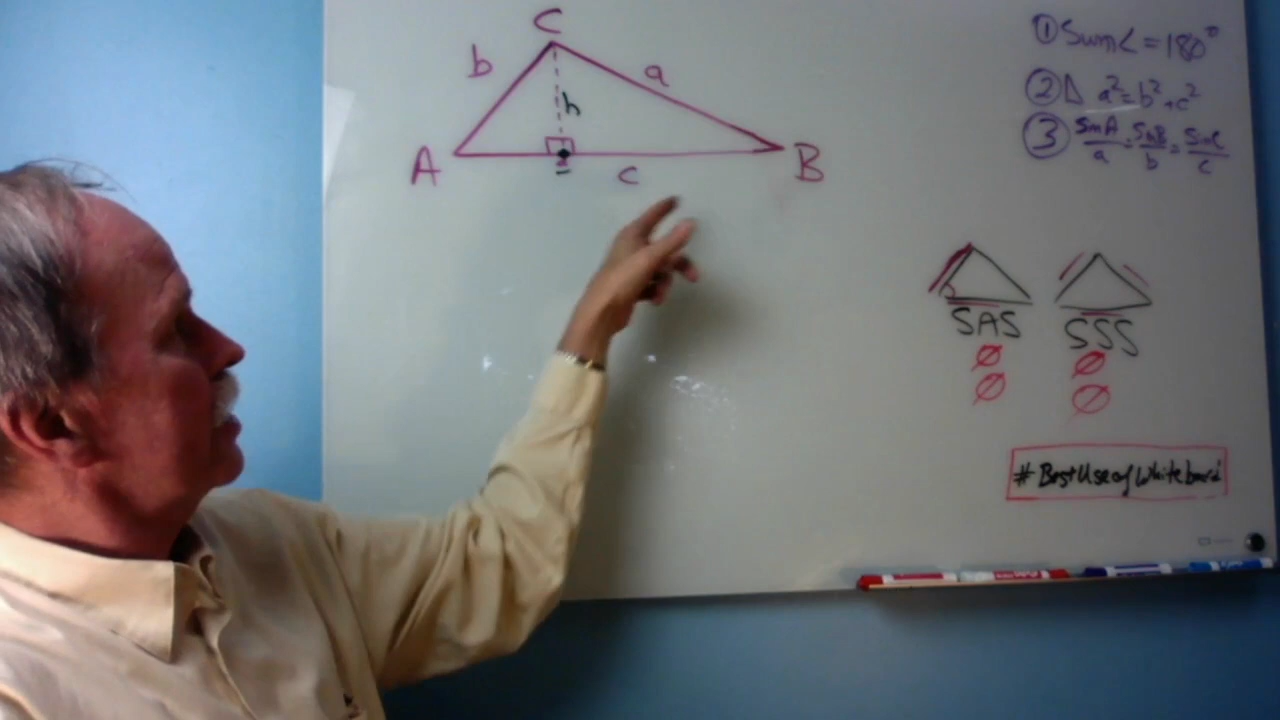 C
b
a
h
A
c
B
① Sum∠ = 180°
② △ a² = b² + c²
③ SinA/a = SinB/b = SinC/c
SAS
SSS
∅ ∅
∅ ∅
# BestUseofWhiteboard